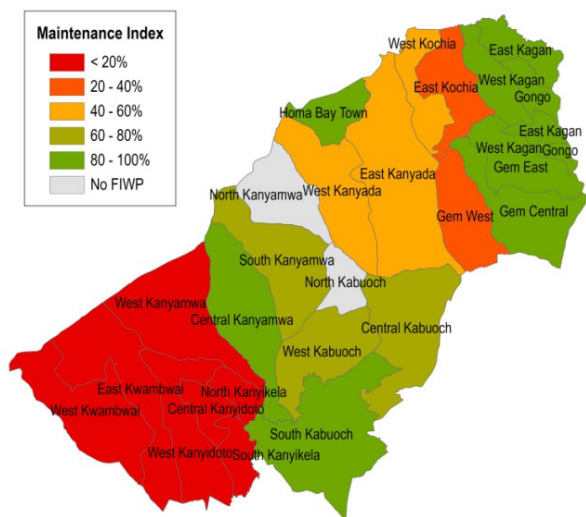 Maintenance Index
< 20%
20 - 40%
40 - 60%
60 - 80%
80 - 100%
No FIWP
West Kochia
East Kagan
East Kochia
West Kagan
Gongo
Homa Bay Town
East Kagan
West Kagan
Gongo
Gem East
East Kanyada
North Kanyamwa
West Kanyada
Gem West
Gem Central
South Kanyamwa
North Kabuoch
West Kanyamwa
Central Kanyamwa
Central Kabuoch
West Kabuoch
East Kwambwai
North Kanyikela
West Kwambwai
Central Kanyidoto
South Kabuoch
West Kanyidoto
South Kanyikela